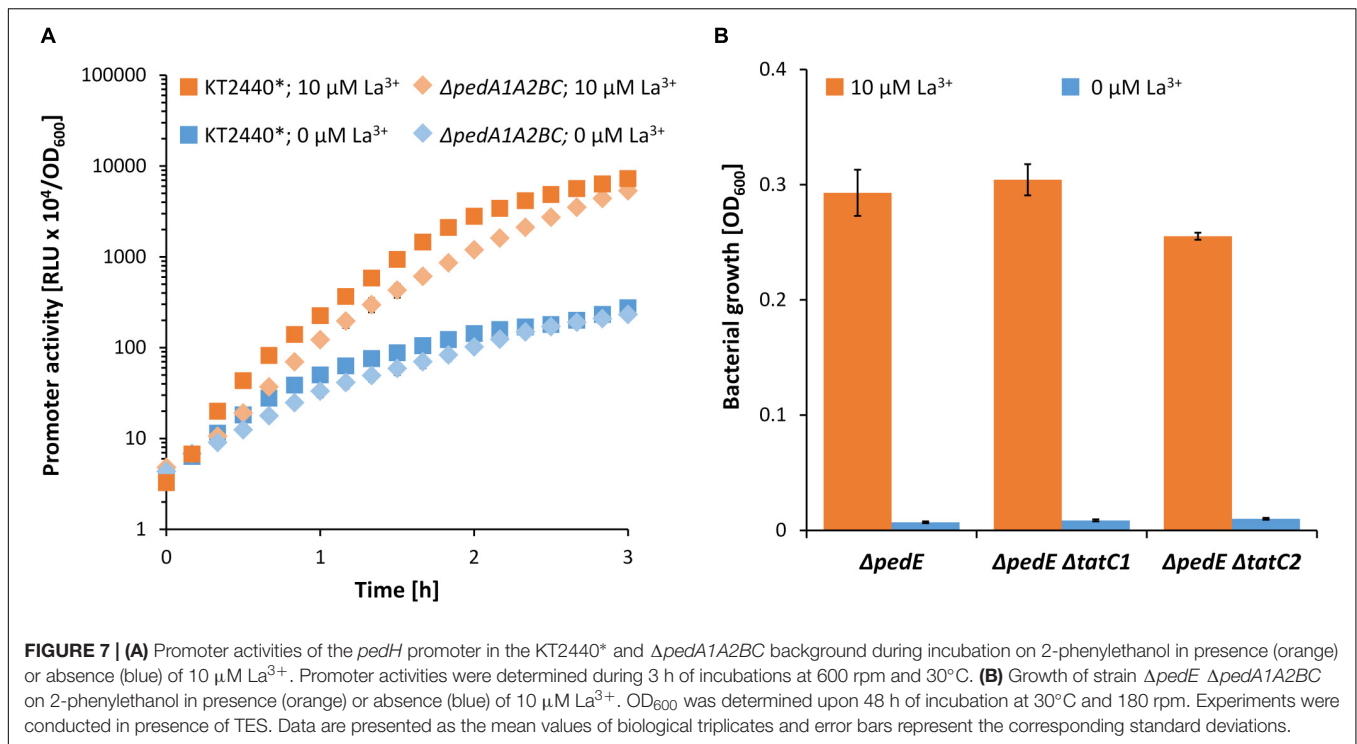 A
Promoter activity [RLU x 10⁴/OD₆₀₀]
100000
10000
1000
100
10
1
KT2440*; 10 µM La³⁺
ΔpedA1A2BC; 10 µM La³⁺
KT2440*; 0 µM La³⁺
ΔpedA1A2BC; 0 µM La³⁺
0 1 2 3
Time [h]
B
Bacterial growth [OD₆₀₀]
0.4
0.3
0.2
0.1
0
10 µM La³⁺
0 µM La³⁺
ΔpedE
ΔpedE ΔtatC1
ΔpedE ΔtatC2
FIGURE 7 | (A) Promoter activities of the pedH promoter in the KT2440* and ΔpedA1A2BC background during incubation on 2-phenylethanol in presence (orange)
or absence (blue) of 10 µM La³⁺. Promoter activities were determined during 3 h of incubations at 600 rpm and 30°C. (B) Growth of strain ΔpedE ΔpedA1A2BC
on 2-phenylethanol in presence (orange) or absence (blue) of 10 µM La³⁺. OD₆₀₀ was determined upon 48 h of incubation at 30°C and 180 rpm. Experiments were
conducted in presence of TES. Data are presented as the mean values of biological triplicates and error bars represent the corresponding standard deviations.